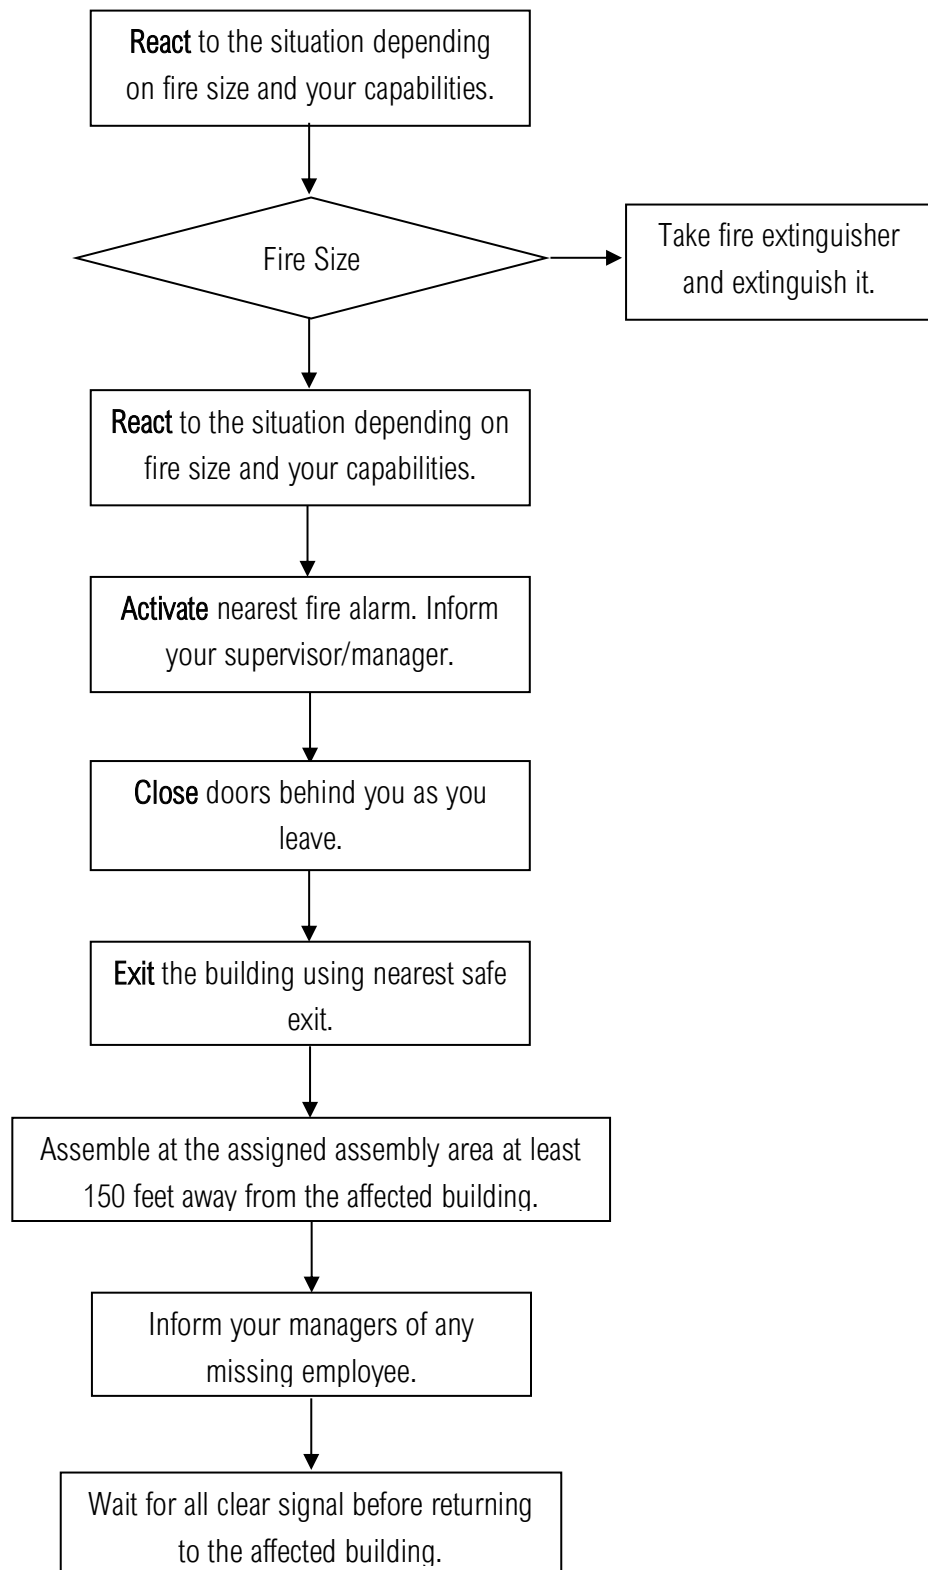 React to the situation depending
on fire size and your capabilities.
Fire Size
Take fire extinguisher
and extinguish it.
React to the situation depending on
fire size and your capabilities.
Activate nearest fire alarm. Inform
your supervisor/manager.
Close doors behind you as you
leave.
Exit the building using nearest safe
exit.
Assemble at the assigned assembly area at least
150 feet away from the affected building.
Inform your managers of any
missing employee.
Wait for all clear signal before returning
to the affected building.